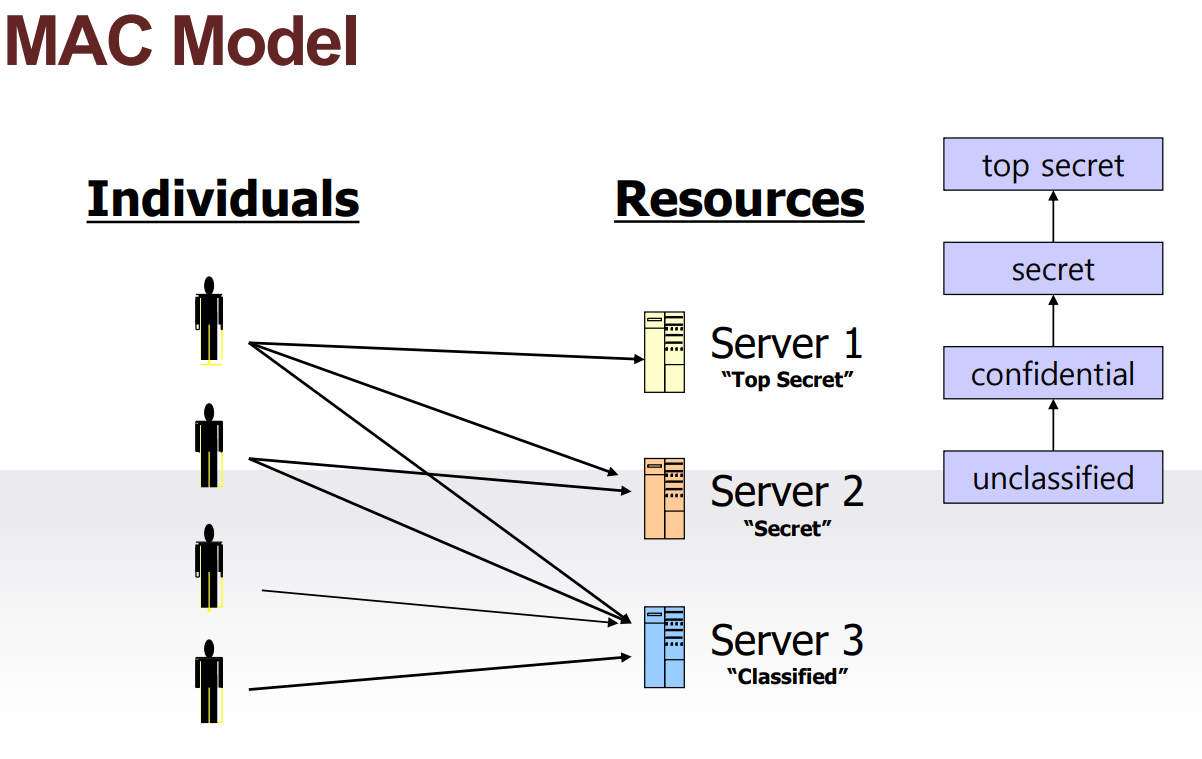 MAC Model
Individuals
Resources
Server 1
“Top Secret”
Server 2
“Secret”
Server 3
“Classified”
top secret
secret
confidential
unclassified